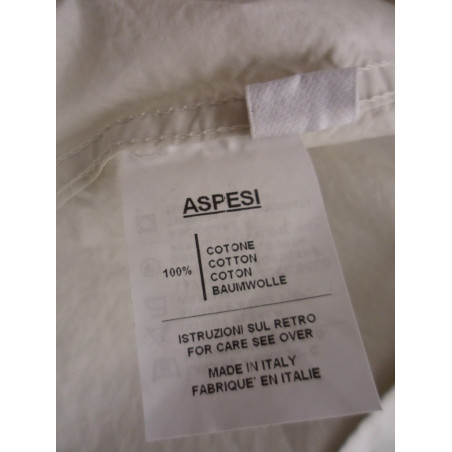 ASPESI
100%
COTONE
COTTON
COTON
BAUMWOLLE
ISTRUZIONI SUL RETRO
FOR CARE SEE OVER
MADE IN ITALY
FABRIQUE' EN ITALIE